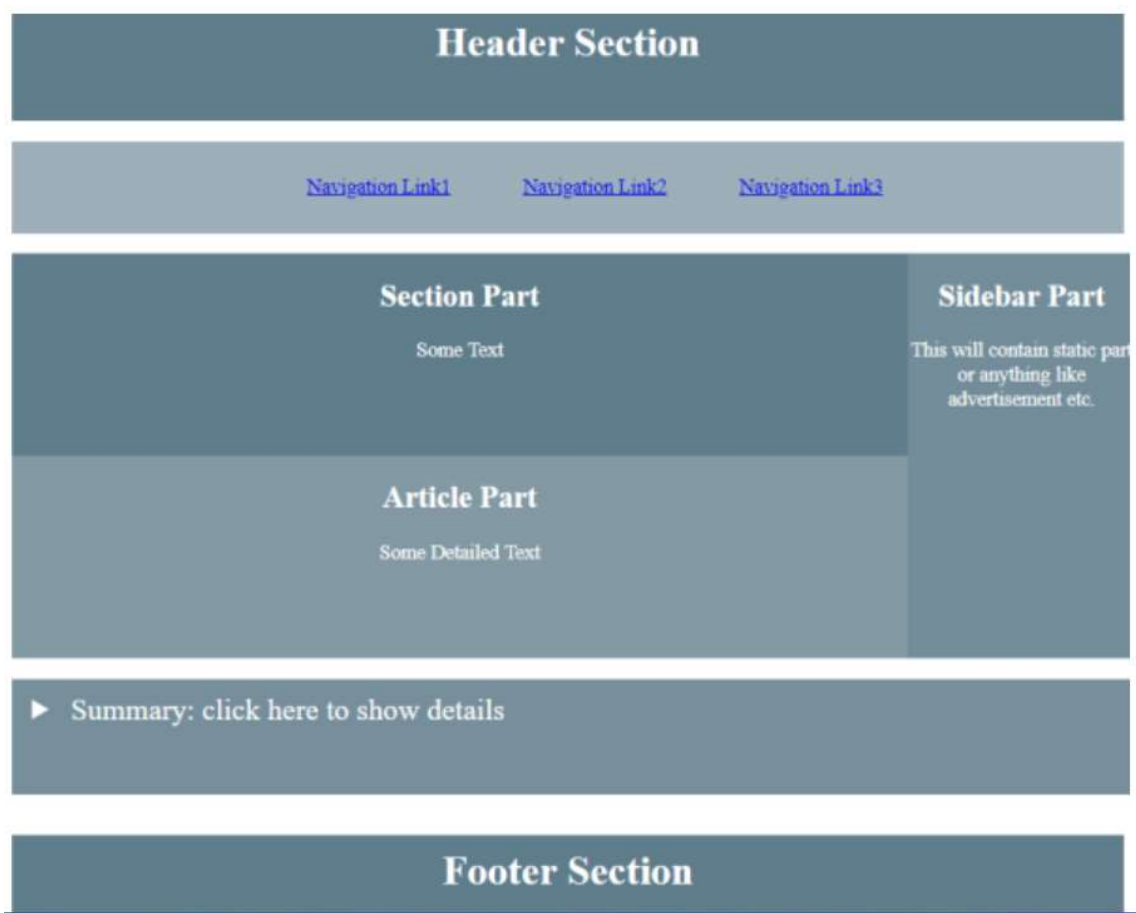 Header Section
Navigation Link1
Navigation Link2
Navigation Link3
Section Part
Some Text
Sidebar Part
This will contain static part
or anything like
advertisement etc.
Article Part
Some Detailed Text
Summary: click here to show details
Footer Section